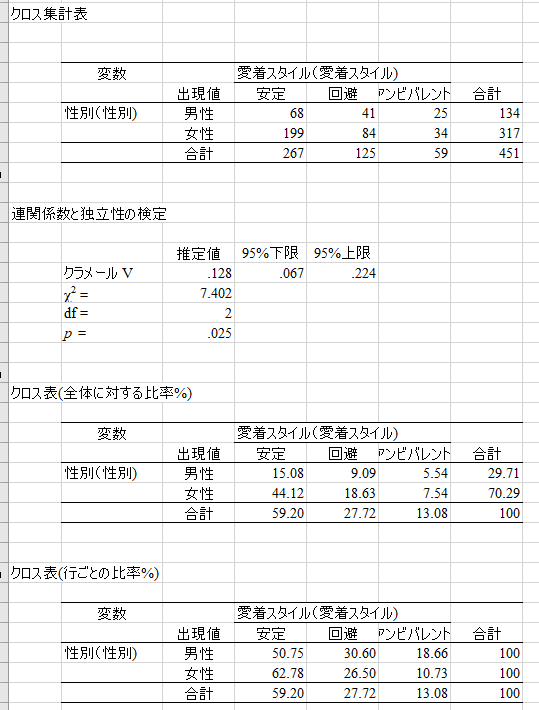 クロス集計表
変数 愛着スタイル(愛着スタイル)
出現値 安定 回避 アンビバレント 合計
性別(性別) 男性 68 41 25 134
女性 199 84 34 317
合計 267 125 59 451
連関係数と独立性の検定
推定値 95%下限 95%上限
クラメール V .128 .067 .224
χ² = 7.402
df = 2
p = .025
クロス表(全体に対する比率%)
変数 愛着スタイル(愛着スタイル)
出現値 安定 回避 アンビバレント 合計
性別(性別) 男性 15.08 9.09 5.54 29.71
女性 44.12 18.63 7.54 70.29
合計 59.20 27.72 13.08 100
クロス表(行ごとの比率%)
変数 愛着スタイル(愛着スタイル)
出現値 安定 回避 アンビバレント 合計
性別(性別) 男性 50.75 30.60 18.66 100
女性 62.78 26.50 10.73 100
合計 59.20 27.72 13.08 100